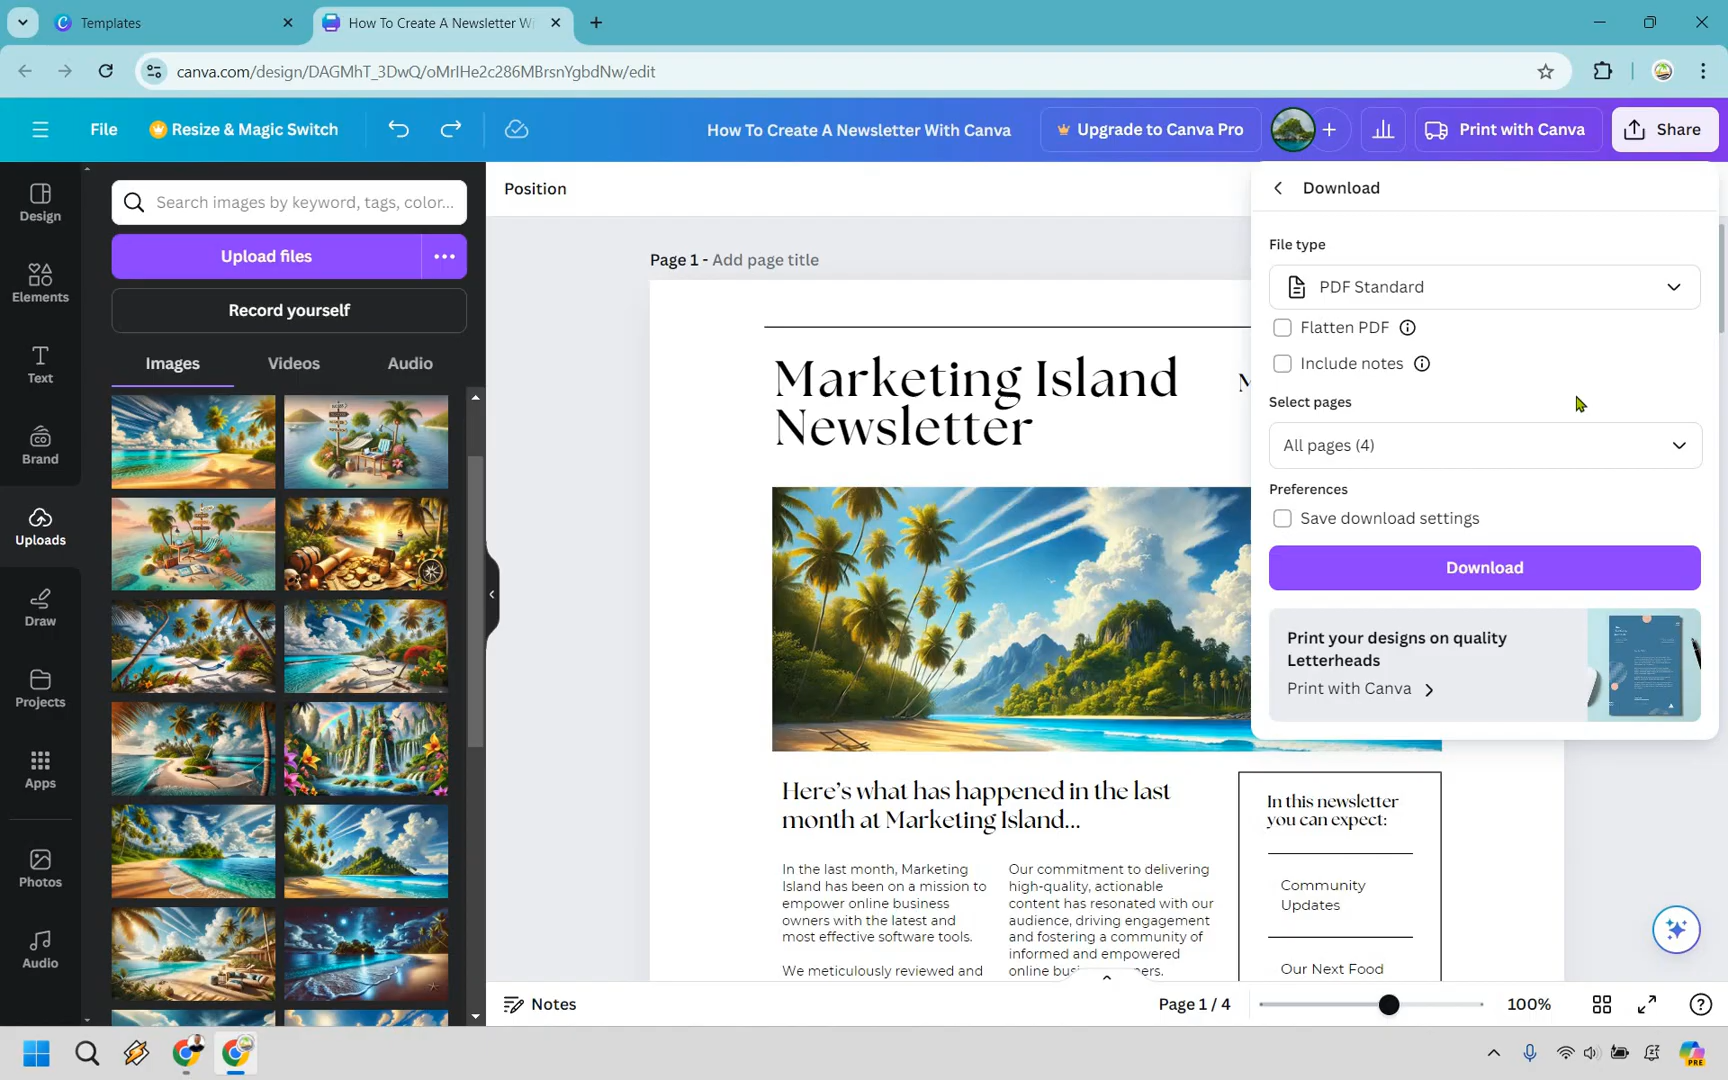 Templates
How To Create A Newsletter Wi
canva.com/design/DAGMhT_3DwQ/oMrIHe2c286MBrsnYgbdNw/edit
File
Resize & Magic Switch
How To Create A Newsletter With Canva
Upgrade to Canva Pro
Print with Canva
Share
Design
Elements
Text
Brand
Uploads
Draw
Projects
Apps
Photos
Audio
Search images by keyword, tags, color...
Upload files
Record yourself
Images
Videos
Audio
Position
Page 1 - Add page title
Marketing Island
Newsletter
Here's what has happened in the last
month at Marketing Island...
In the last month, Marketing
Island has been on a mission to
empower online business
owners with the latest and
most effective software tools.
We meticulously reviewed and
Our commitment to delivering
high-quality, actionable
content has resonated with our
audience, driving engagement
and fostering a community of
informed and empowered
In this newsletter
you can expect:
Community
Updates
Our Next Food
Download
File type
PDF Standard
Flatten PDF
Include notes
Select pages
All pages (4)
Preferences
Save download settings
Download
Print your designs on quality
Letterheads
Print with Canva
Notes
Page 1 / 4
100%
PRE